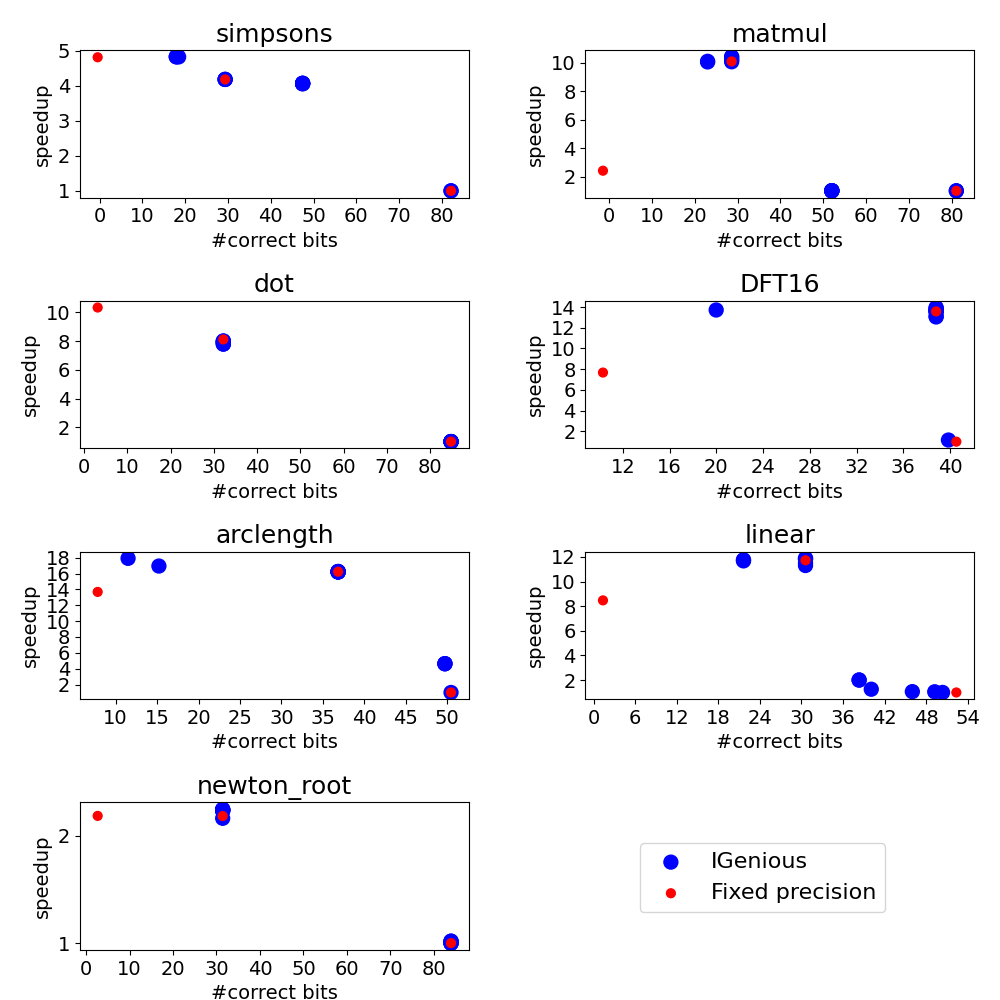 simpsons
5
4
3
2
1
speedup
0 10 20 30 40 50 60 70 80
#correct bits
matmul
10
8
6
4
2
speedup
0 10 20 30 40 50 60 70 80
#correct bits
dot
10
8
6
4
2
speedup
0 10 20 30 40 50 60 70 80
#correct bits
DFT16
14
12
10
8
6
4
2
speedup
12 16 20 24 28 32 36 40
#correct bits
arclength
18
16
14
12
10
8
6
4
2
speedup
10 15 20 25 30 35 40 45 50
#correct bits
linear
12
10
8
6
4
2
speedup
0 6 12 18 24 30 36 42 48 54
#correct bits
newton_root
2
1
speedup
0 10 20 30 40 50 60 70 80
#correct bits
IGenious
Fixed precision